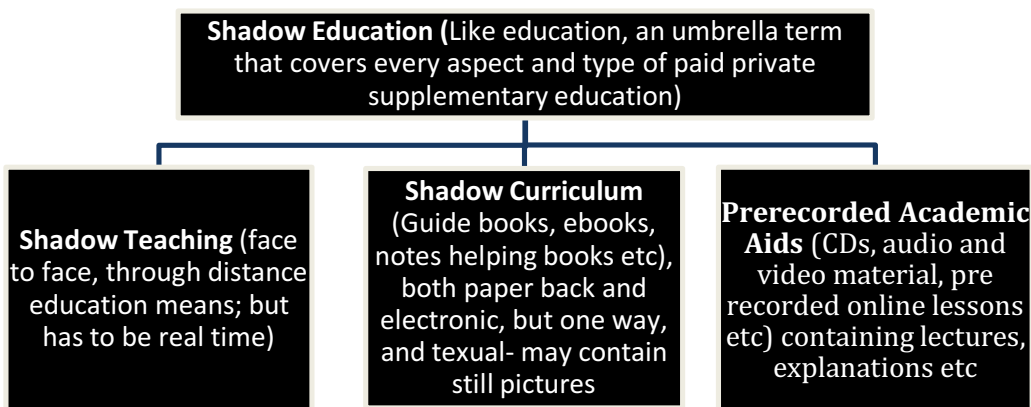 Shadow Education (Like education, an umbrella term
that covers every aspect and type of paid private
supplementary education)
Shadow Teaching (face
to face, through distance
education means; but
has to be real time)
Shadow Curriculum
(Guide books, ebooks,
notes helping books etc),
both paper back and
electronic, but one way,
and texual- may contain
still pictures
Prerecorded Academic
Aids (CDs, audio and
video material, pre
recorded online lessons
etc) containing lectures,
explanations etc